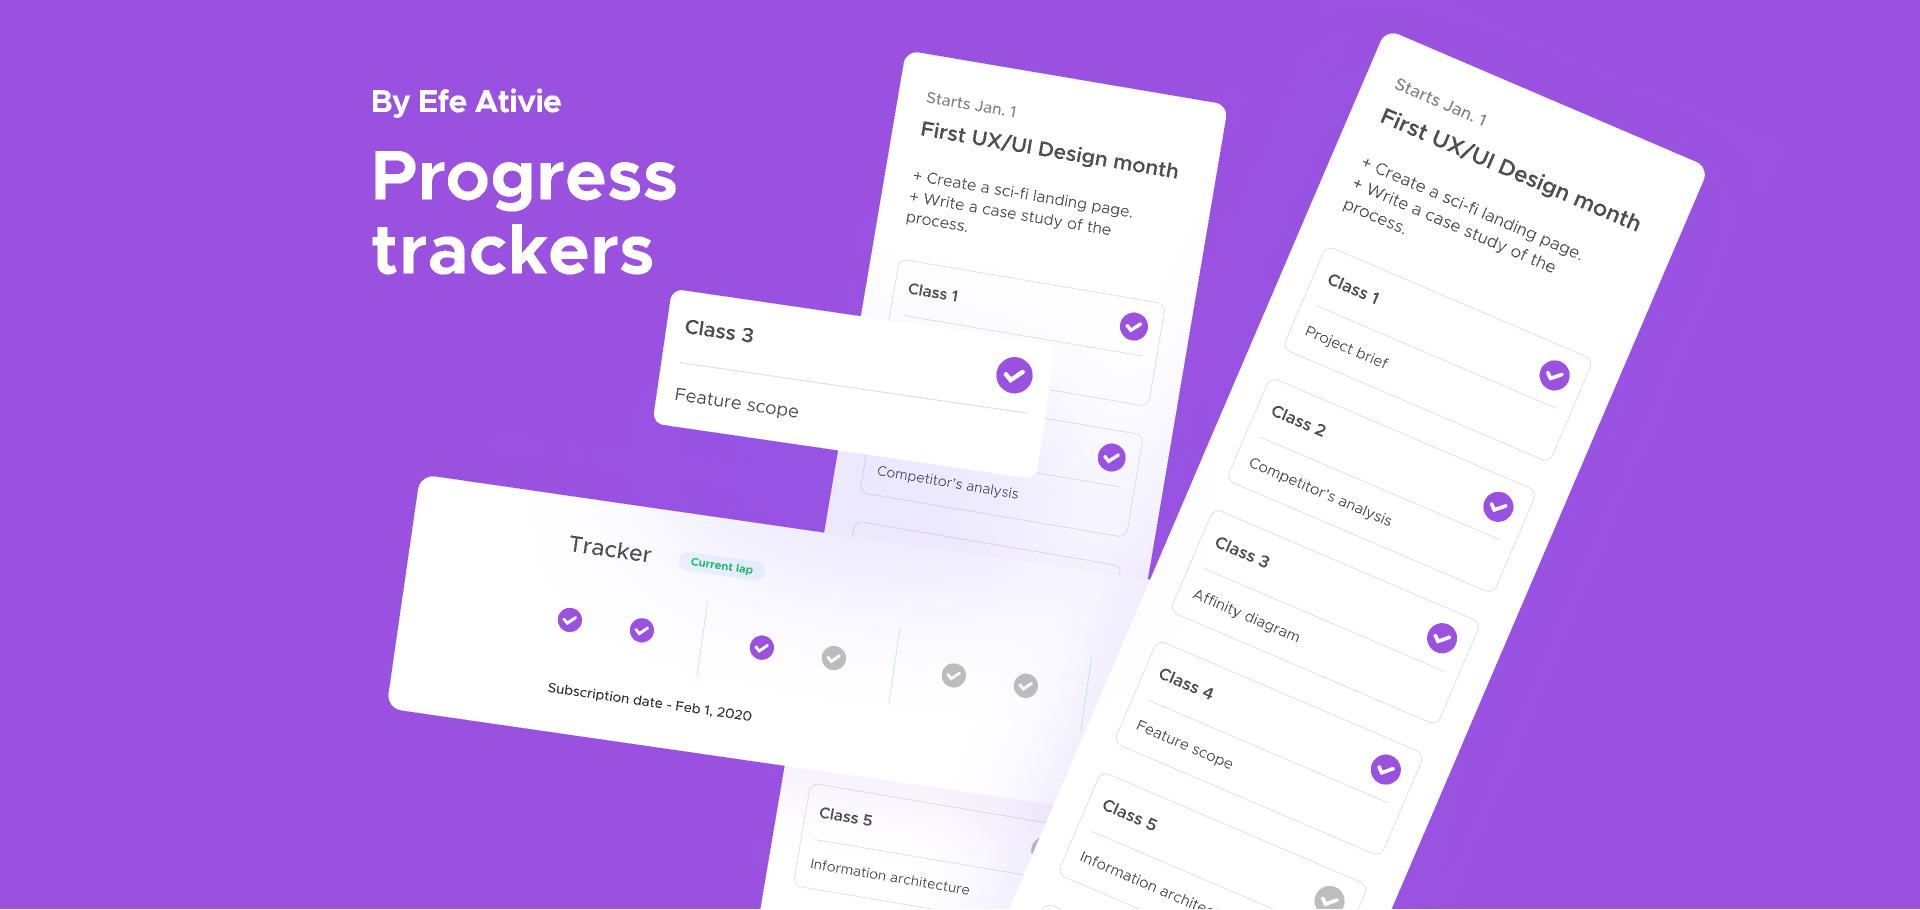 By Efe Ativie
Progress
trackers
Starts Jan. 1
First UX/UI Design month
+ Create a sci-fi landing page.
+ Write a case study of the
process.
Class 1
Class 3
Feature scope
Competitor's analysis
Tracker
Current lap
Subscription date - Feb 1, 2020
Class 5
Information architecture
Starts Jan. 1
First UX/UI Design month
+ Create a sci-fi landing page.
+ Write a case study of the
process.
Class 1
Project brief
Class 2
Competitor's analysis
Class 3
Affinity diagram
Class 4
Feature scope
Class 5
Information